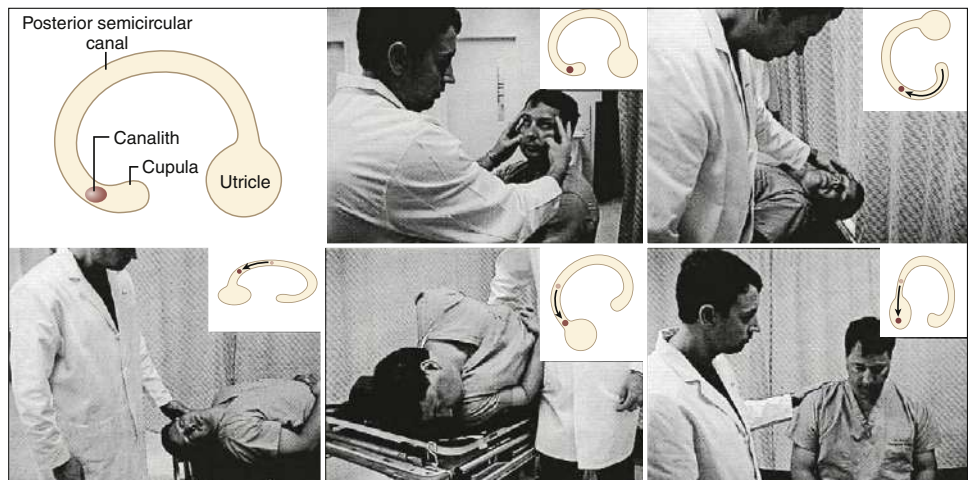 Posterior semicircular
canal
Canalith
Cupula
Utricle